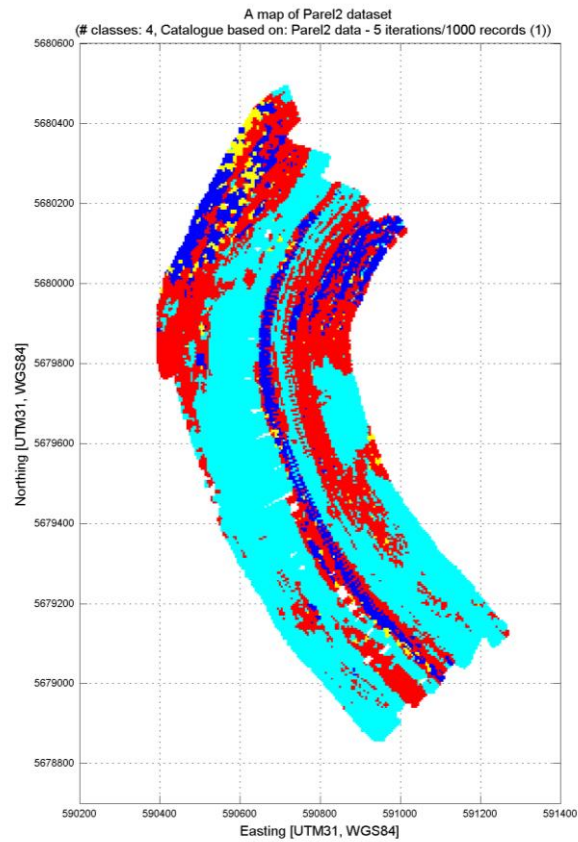 A map of Parel2 dataset
(# classes: 4, Catalogue based on: Parel2 data - 5 iterations/1000 records (1))
5680600
5680400
5680200
5680000
5679800
5679600
5679400
5679200
5679000
5678800
Northing [UTM31, WGS84]
590200 590400 590600 590800 591000 591200 591400
Easting [UTM31, WGS84]